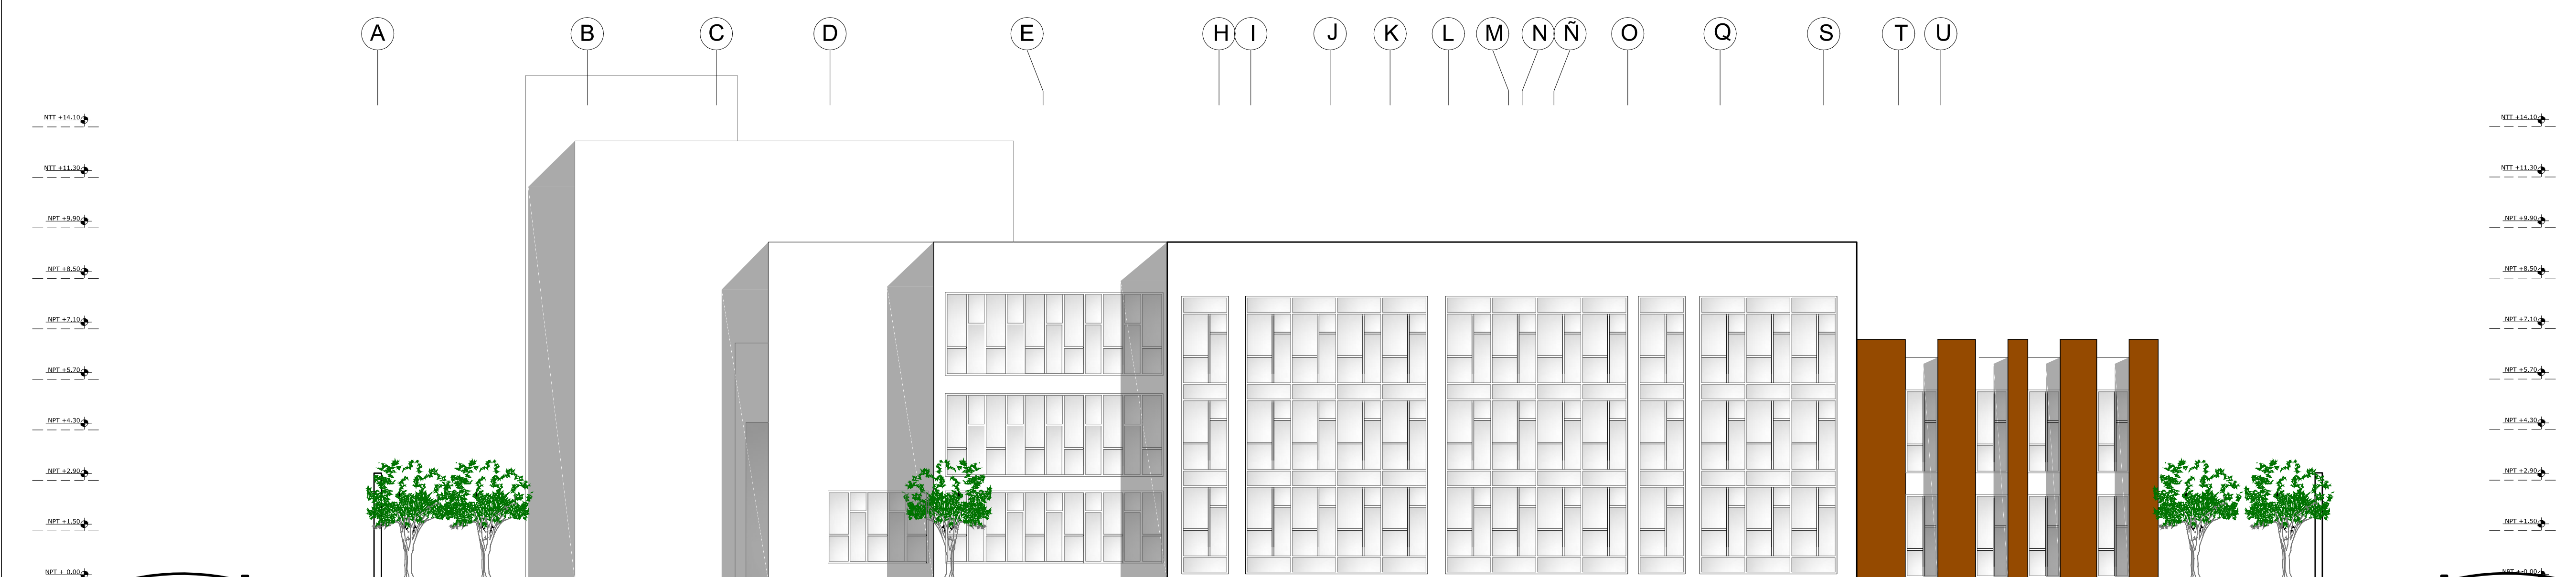 A B C D E H I J K L M N Ñ O Q S T U
NTT +14.10 NTT +14.10
NTT +11.30 NTT +11.30
NPT +9.90 NPT +9.90
NPT +8.50 NPT +8.50
NPT +7.10 NPT +7.10
NPT +5.70 NPT +5.70
NPT +4.30 NPT +4.30
NPT +2.90 NPT +2.90
NPT +1.50 NPT +1.50
NPT +-0.00 NPT +-0.00